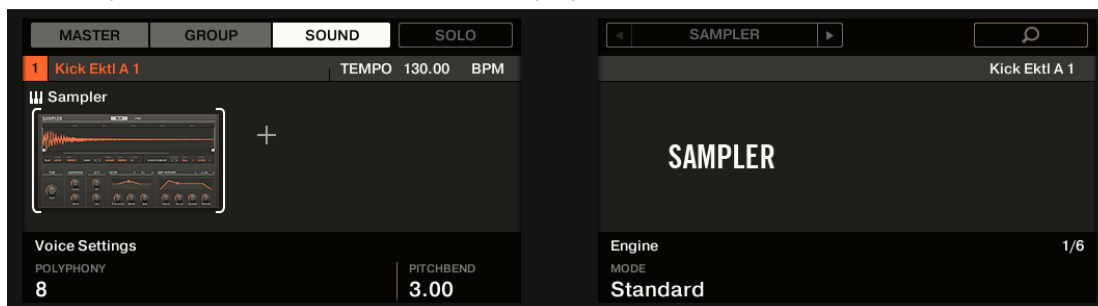 MASTER GROUP SOUND SOLO
1 Kick Ektl A 1 TEMPO 130.00 BPM
Sampler
SAMPLER
Voice Settings
POLYPHONY PITCHBEND
8 3.00
SAMPLER
Kick Ektl A 1
SAMPLER
Engine 1/6
MODE
Standard